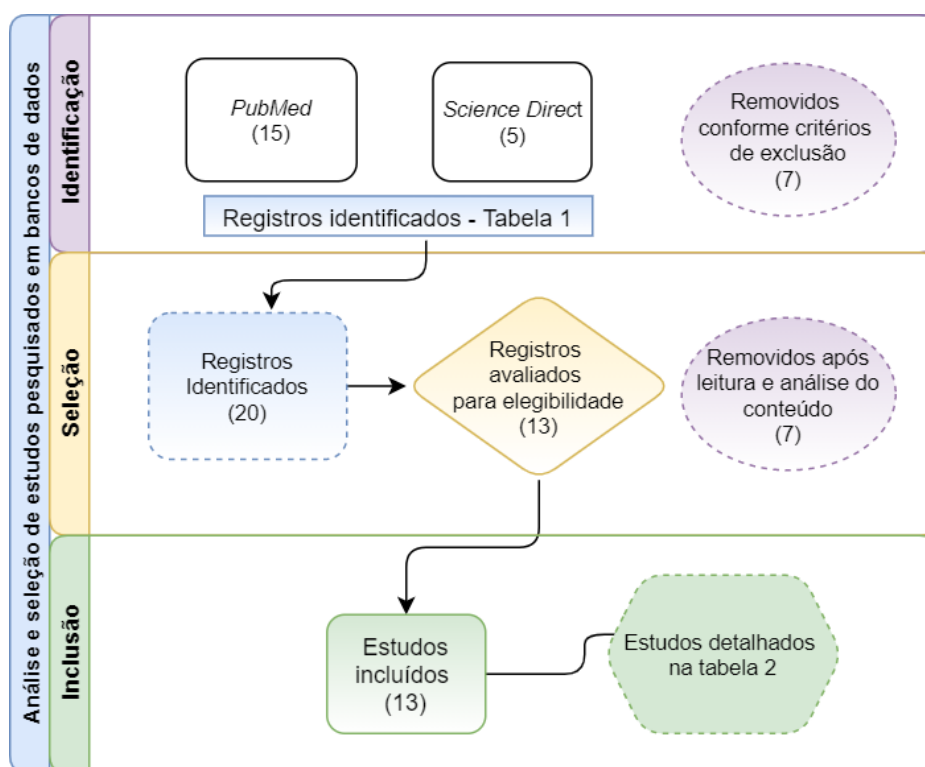 Análise e seleção de estudos pesquisados em bancos de dados
Identificação
PubMed
(15)
Science Direct
(5)
Removidos
conforme critérios
de exclusão
(7)
Registros identificados - Tabela 1
Seleção
Registros
Identificados
(20)
Registros
avaliados
para elegibilidade
(13)
Removidos após
leitura e análise do
conteúdo
(7)
Inclusão
Estudos
incluídos
(13)
Estudos detalhados
na tabela 2